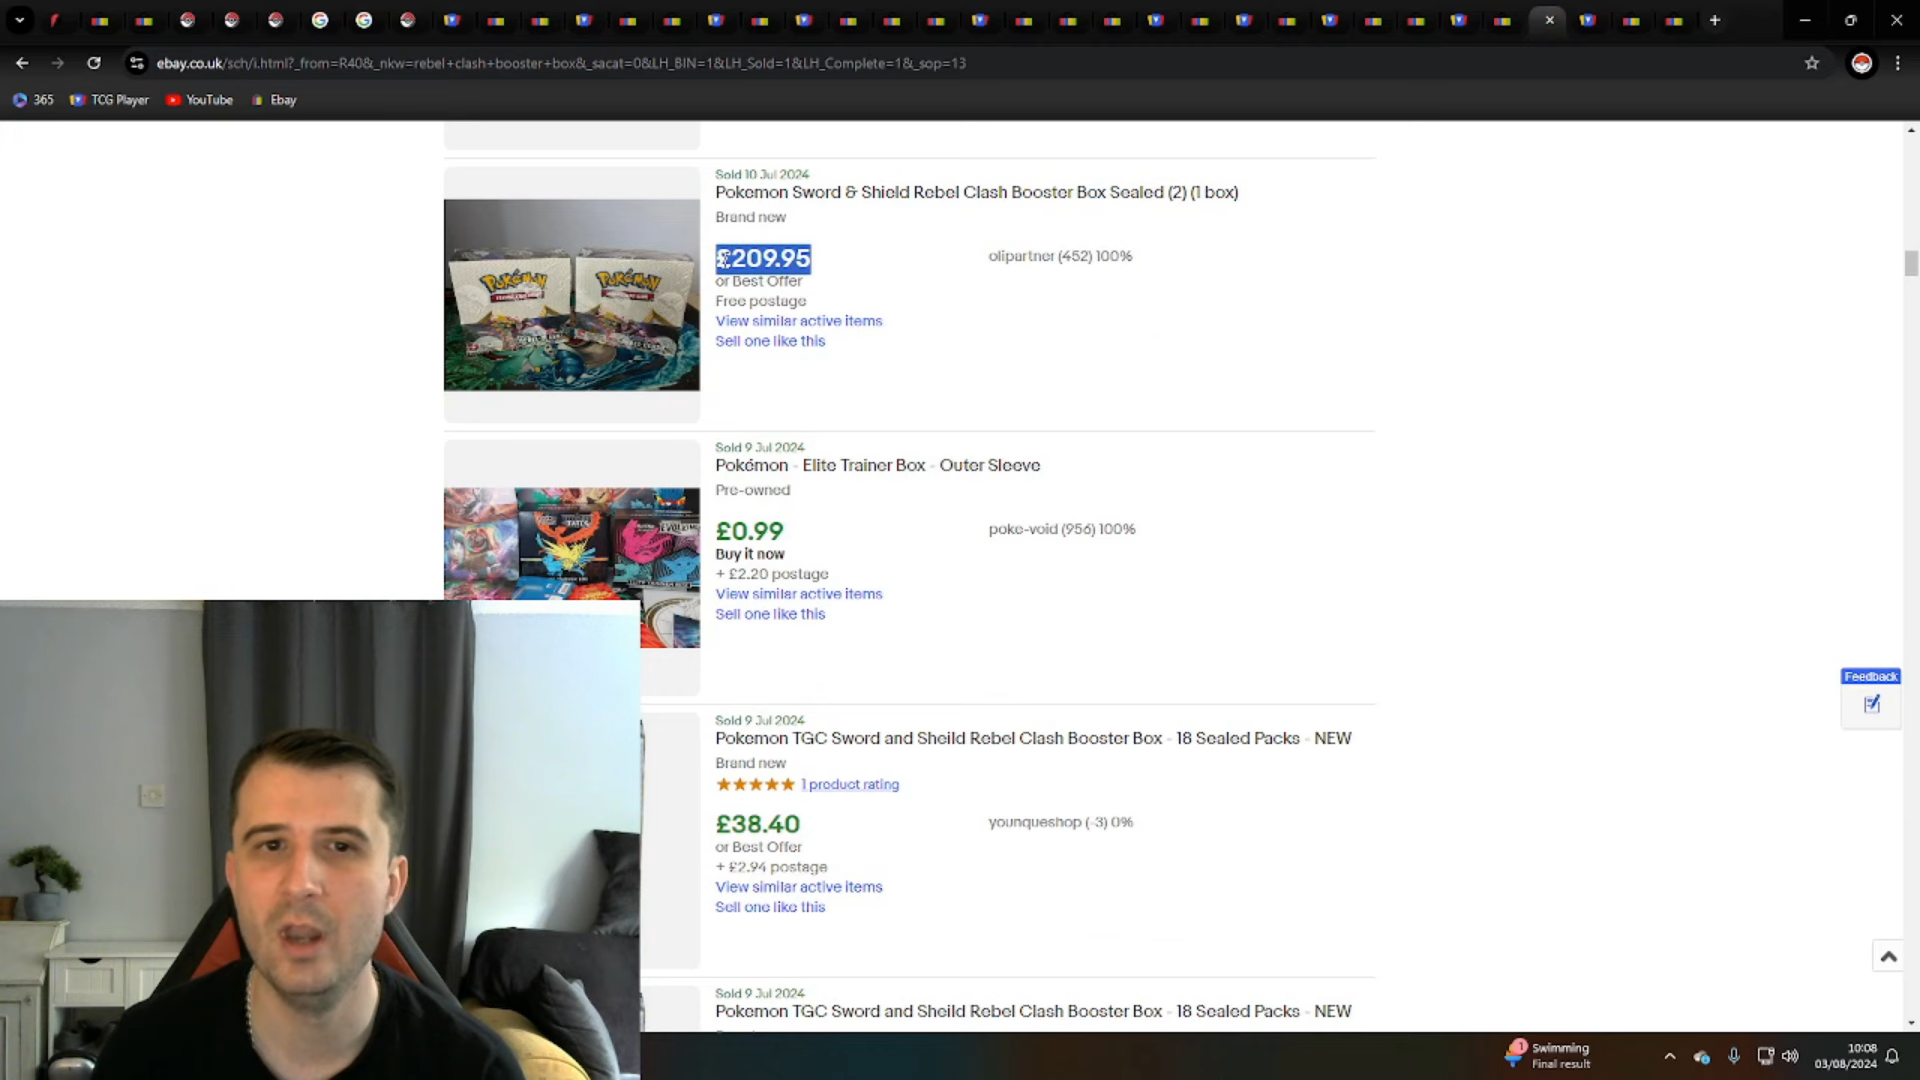 ebay.co.uk/sch/i.html?_from=R40&_nkw=rebel+clash+booster+box&_sacat=0&LH_BIN=1&LH_Sold=1&LH_Complete=1&_sop=13
365 TCG Player YouTube Ebay
Sold 10 Jul 2024
Pokemon Sword & Shield Rebel Clash Booster Box Sealed (2) (1 box)
Brand new
£209.95
olipartner (452) 100%
or Best Offer
Free postage
View similar active items
Sell one like this
POKÉMON
POKÉMON
Sold 9 Jul 2024
Pokémon - Elite Trainer Box - Outer Sleeve
Pre-owned
£0.99
poke-void (956) 100%
Buy it now
+ £2.20 postage
View similar active items
Sell one like this
Feedback
Sold 9 Jul 2024
Pokemon TGC Sword and Sheild Rebel Clash Booster Box - 18 Sealed Packs - NEW
Brand new
1 product rating
£38.40
younqueshop (-3) 0%
or Best Offer
+ £2.94 postage
View similar active items
Sell one like this
Sold 9 Jul 2024
Pokemon TGC Sword and Sheild Rebel Clash Booster Box - 18 Sealed Packs - NEW
1
Swimming
Final result
10:08
03/08/2024